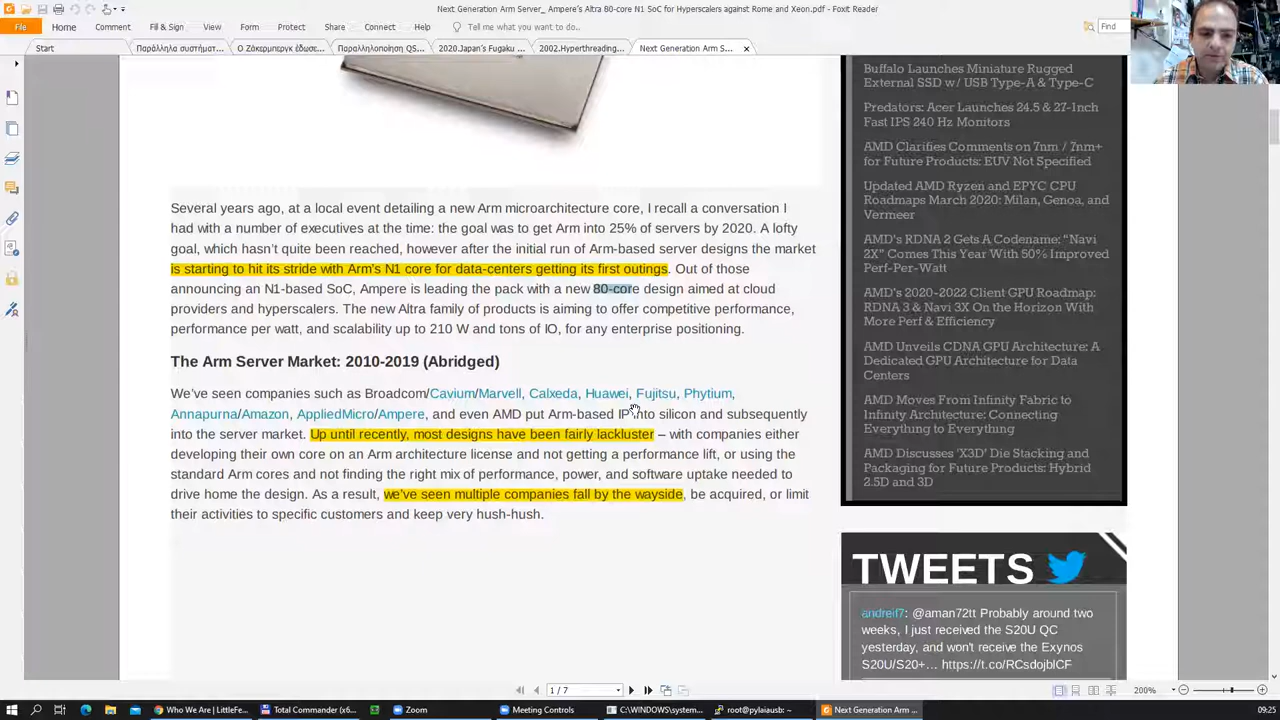 Next Generation Arm Server_ Ampere's Altra 80-core N1 SoC for Hyperscalers against Rome and Xeon.pdf - Foxit Reader
File Home Comment Fill & Sign View Form Protect Share Connect Help Tell me what you want to do... Find
Start Παράλληλα συστήματ... Ο Ζόκερμπεργκ έδωσε... Παραλληλοποίηση QS... 2020.Japan's Fugaku ... 2002.Hyperthreading... Next Generation Arm S...
Several years ago, at a local event detailing a new Arm microarchitecture core, I recall a conversation I
had with a number of executives at the time: the goal was to get Arm into 25% of servers by 2020. A lofty
goal, which hasn't quite been reached, however after the initial run of Arm-based server designs the market
is starting to hit its stride with Arm's N1 core for data-centers getting its first outings. Out of those
announcing an N1-based SoC, Ampere is leading the pack with a new 80-core design aimed at cloud
providers and hyperscalers. The new Altra family of products is aiming to offer competitive performance,
performance per watt, and scalability up to 210 W and tons of IO, for any enterprise positioning.
The Arm Server Market: 2010-2019 (Abridged)
We've seen companies such as Broadcom/Cavium/Marvell, Calxeda, Huawei, Fujitsu, Phytium,
Annapurna/Amazon, AppliedMicro/Ampere, and even AMD put Arm-based IP into silicon and subsequently
into the server market. Up until recently, most designs have been fairly lackluster – with companies either
developing their own core on an Arm architecture license and not getting a performance lift, or using the
standard Arm cores and not finding the right mix of performance, power, and software uptake needed to
drive home the design. As a result, we've seen multiple companies fall by the wayside, be acquired, or limit
their activities to specific customers and keep very hush-hush.
Buffalo Launches Miniature Rugged
External SSD w/ USB Type-A & Type-C
Predators: Acer Launches 24.5 & 27-Inch
Fast IPS 240 Hz Monitors
AMD Clarifies Comments on 7nm / 7nm+
for Future Products: EUV Not Specified
Updated AMD Ryzen and EPYC CPU
Roadmaps March 2020: Milan, Genoa, and
Vermeer
AMD's RDNA 2 Gets A Codename: “Navi
2X” Comes This Year With 50% Improved
Perf-Per-Watt
AMD's 2020-2022 Client GPU Roadmap:
RDNA 3 & Navi 3X On the Horizon With
More Perf & Efficiency
AMD Unveils CDNA GPU Architecture: A
Dedicated GPU Architecture for Data
Centers
AMD Moves From Infinity Fabric to
Infinity Architecture: Connecting
Everything to Everything
AMD Discusses 'X3D' Die Stacking and
Packaging for Future Products: Hybrid
2.5D and 3D
TWEETS
andreif7: @aman72tt Probably around two
weeks, I just received the S20U QC
yesterday, and won't receive the Exynos
S20U/S20+... https://t.co/RCsdojblCF
1 / 7 200%
Who We Are | LittleFe... Total Commander (x6... Zoom Meeting Controls C:\WINDOWS\system... root@pylaiausb: ~ Next Generation Arm ... 09:25